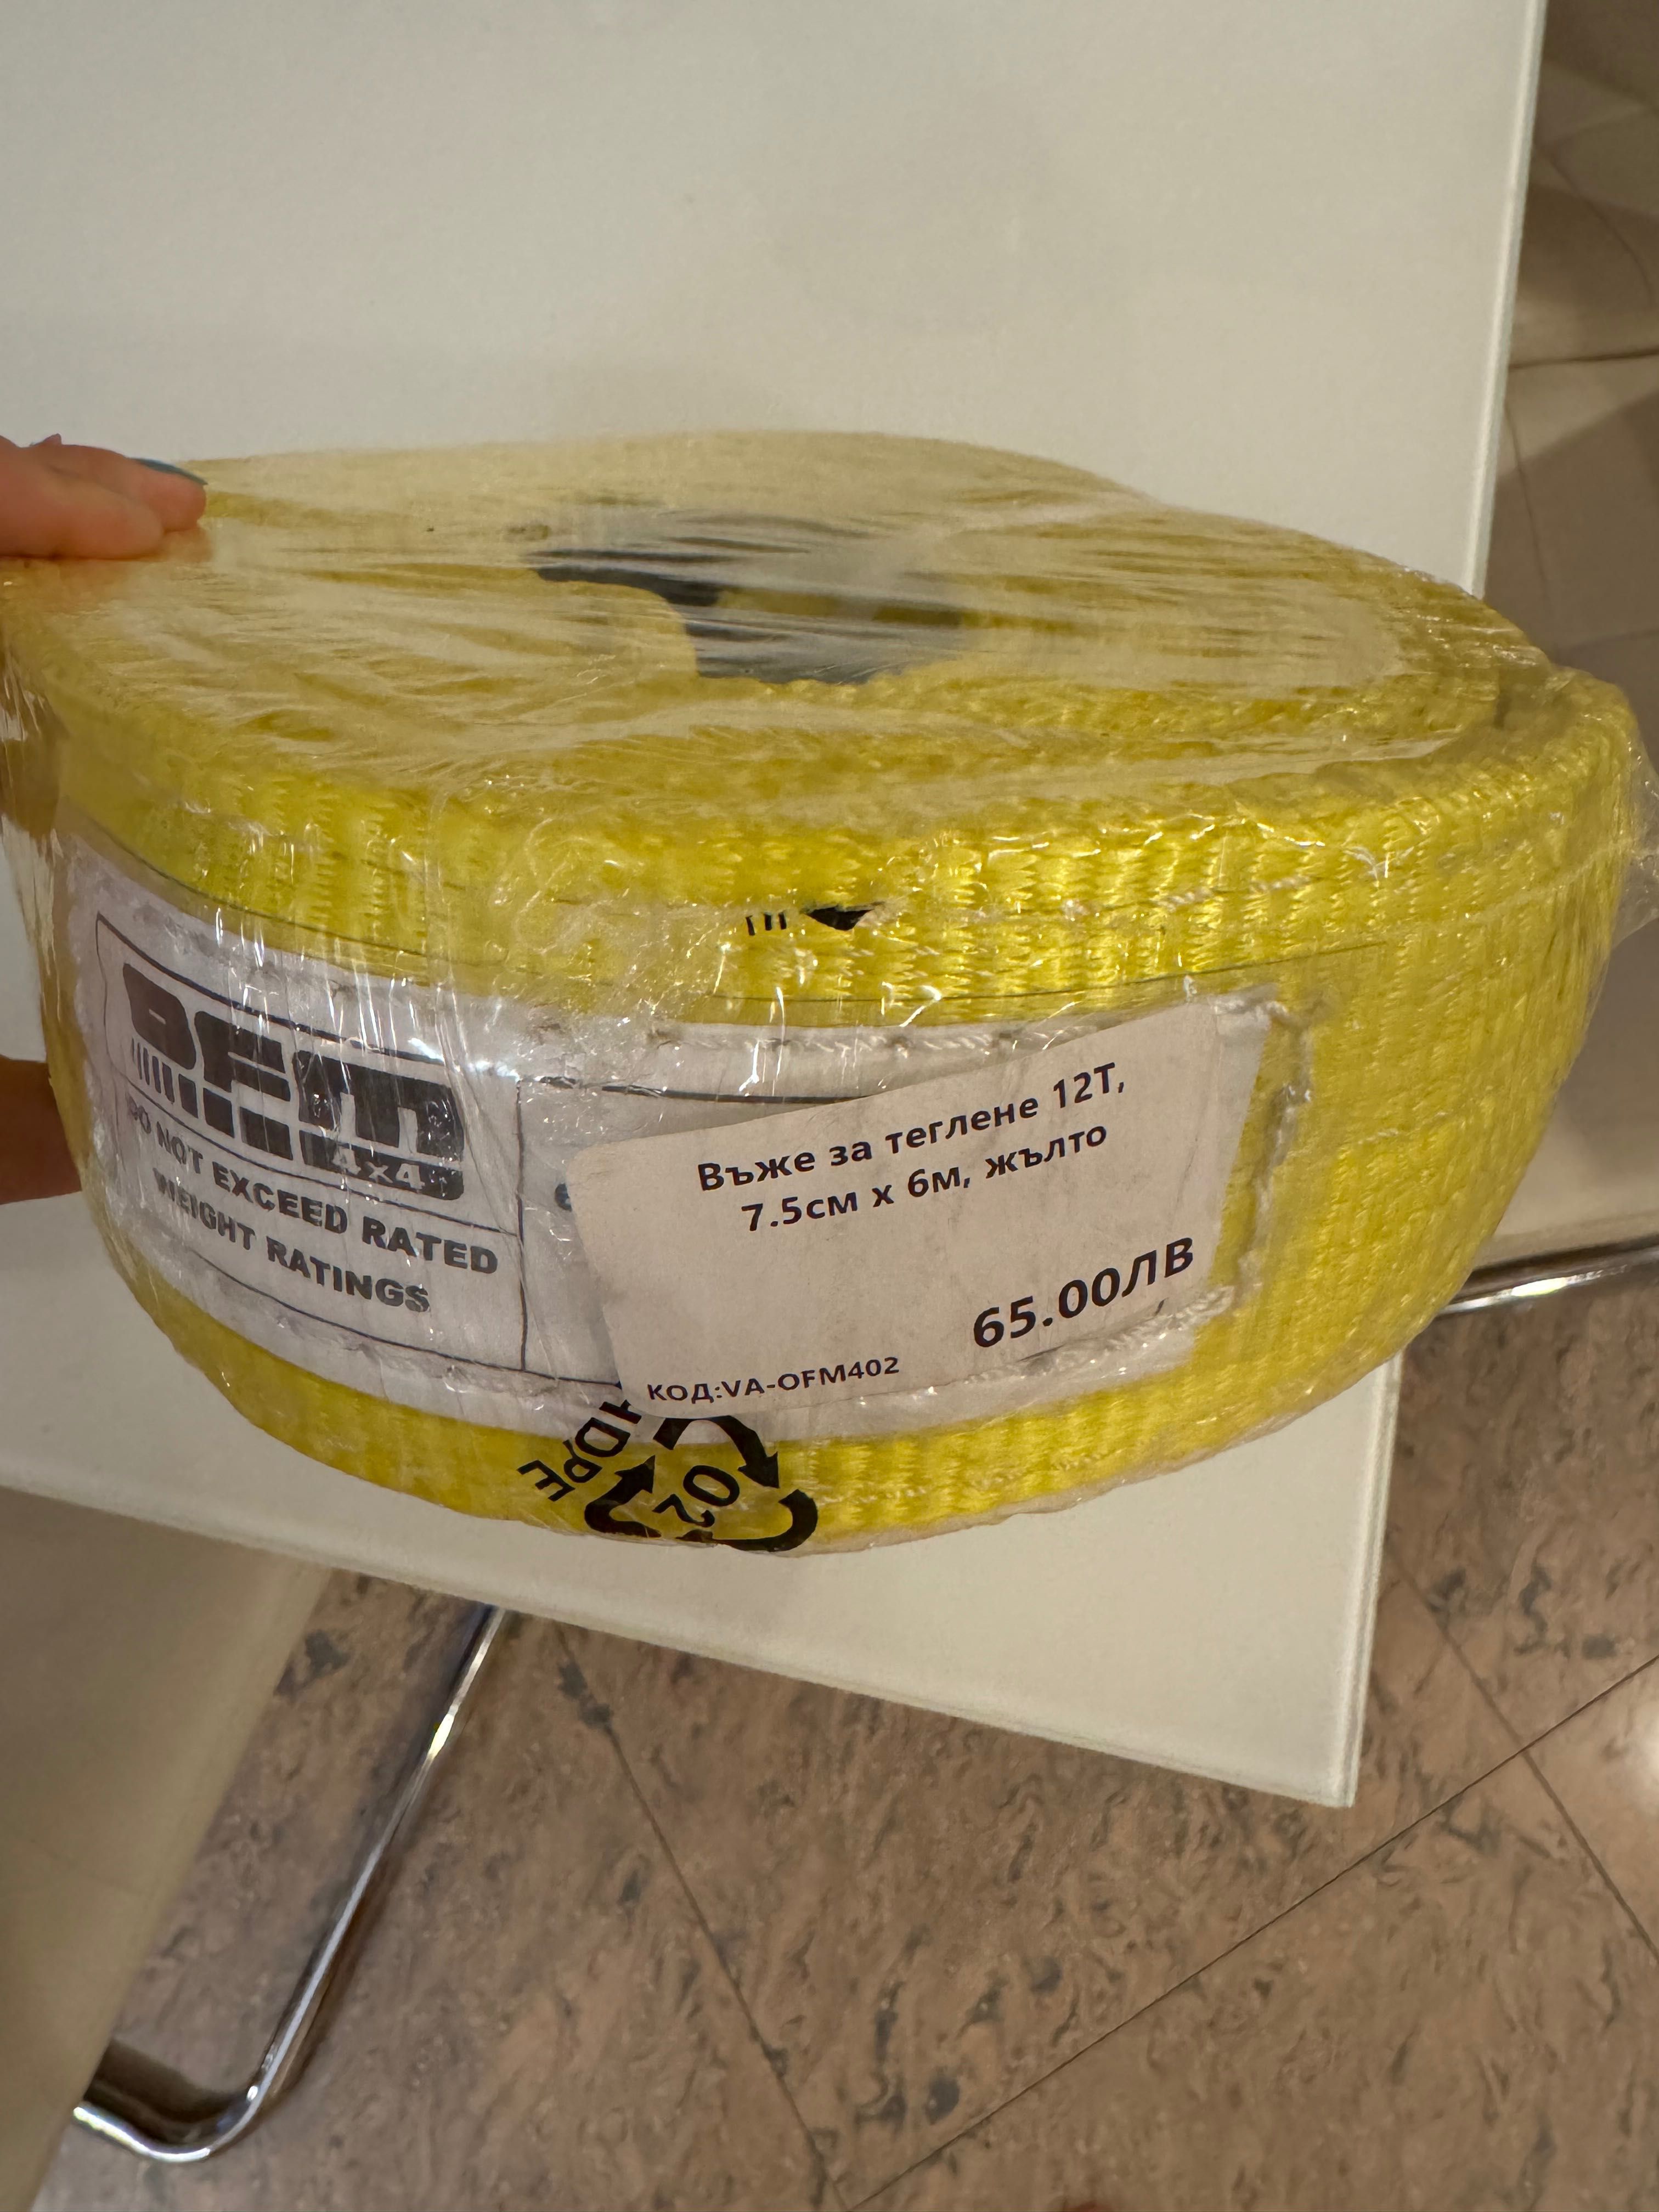 OFM
4x4
DO NOT EXCEED RATED
WEIGHT RATINGS
Въже за теглене 12Т,
7.5см х 6м, жълто
65.00ЛВ
КОД:VA-OFM402
HDPE
02